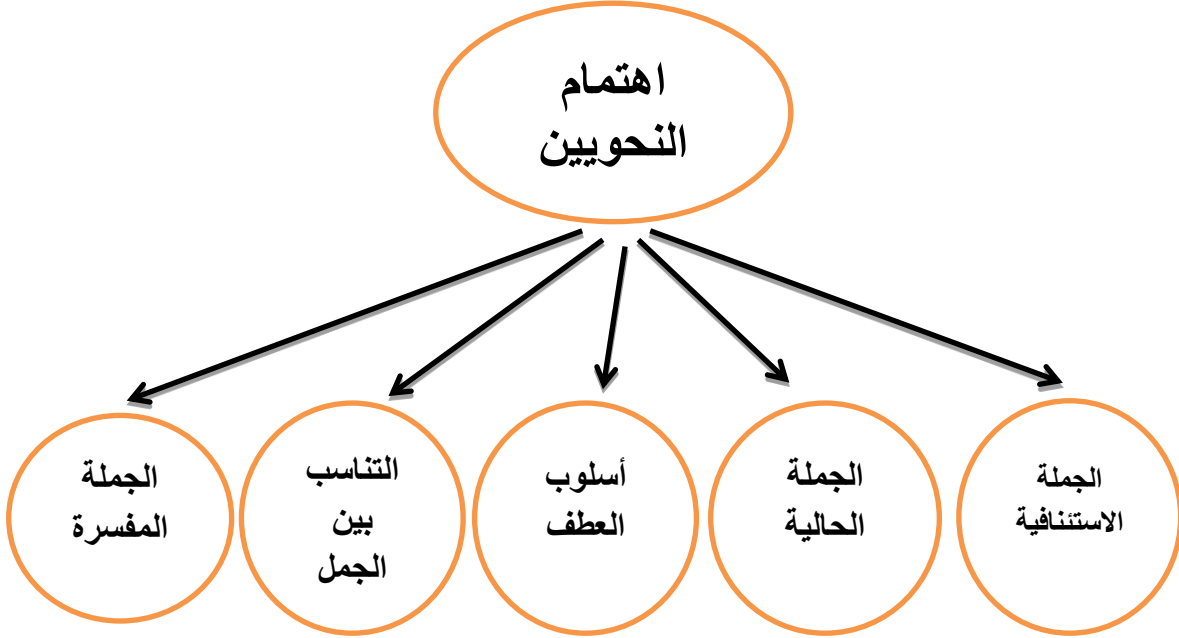 اهتمام
النحويين
الجملة
الاستئنافية
الجملة
الحالية
أسلوب
العطف
التناسب
بين
الجمل
الجملة
المفسرة